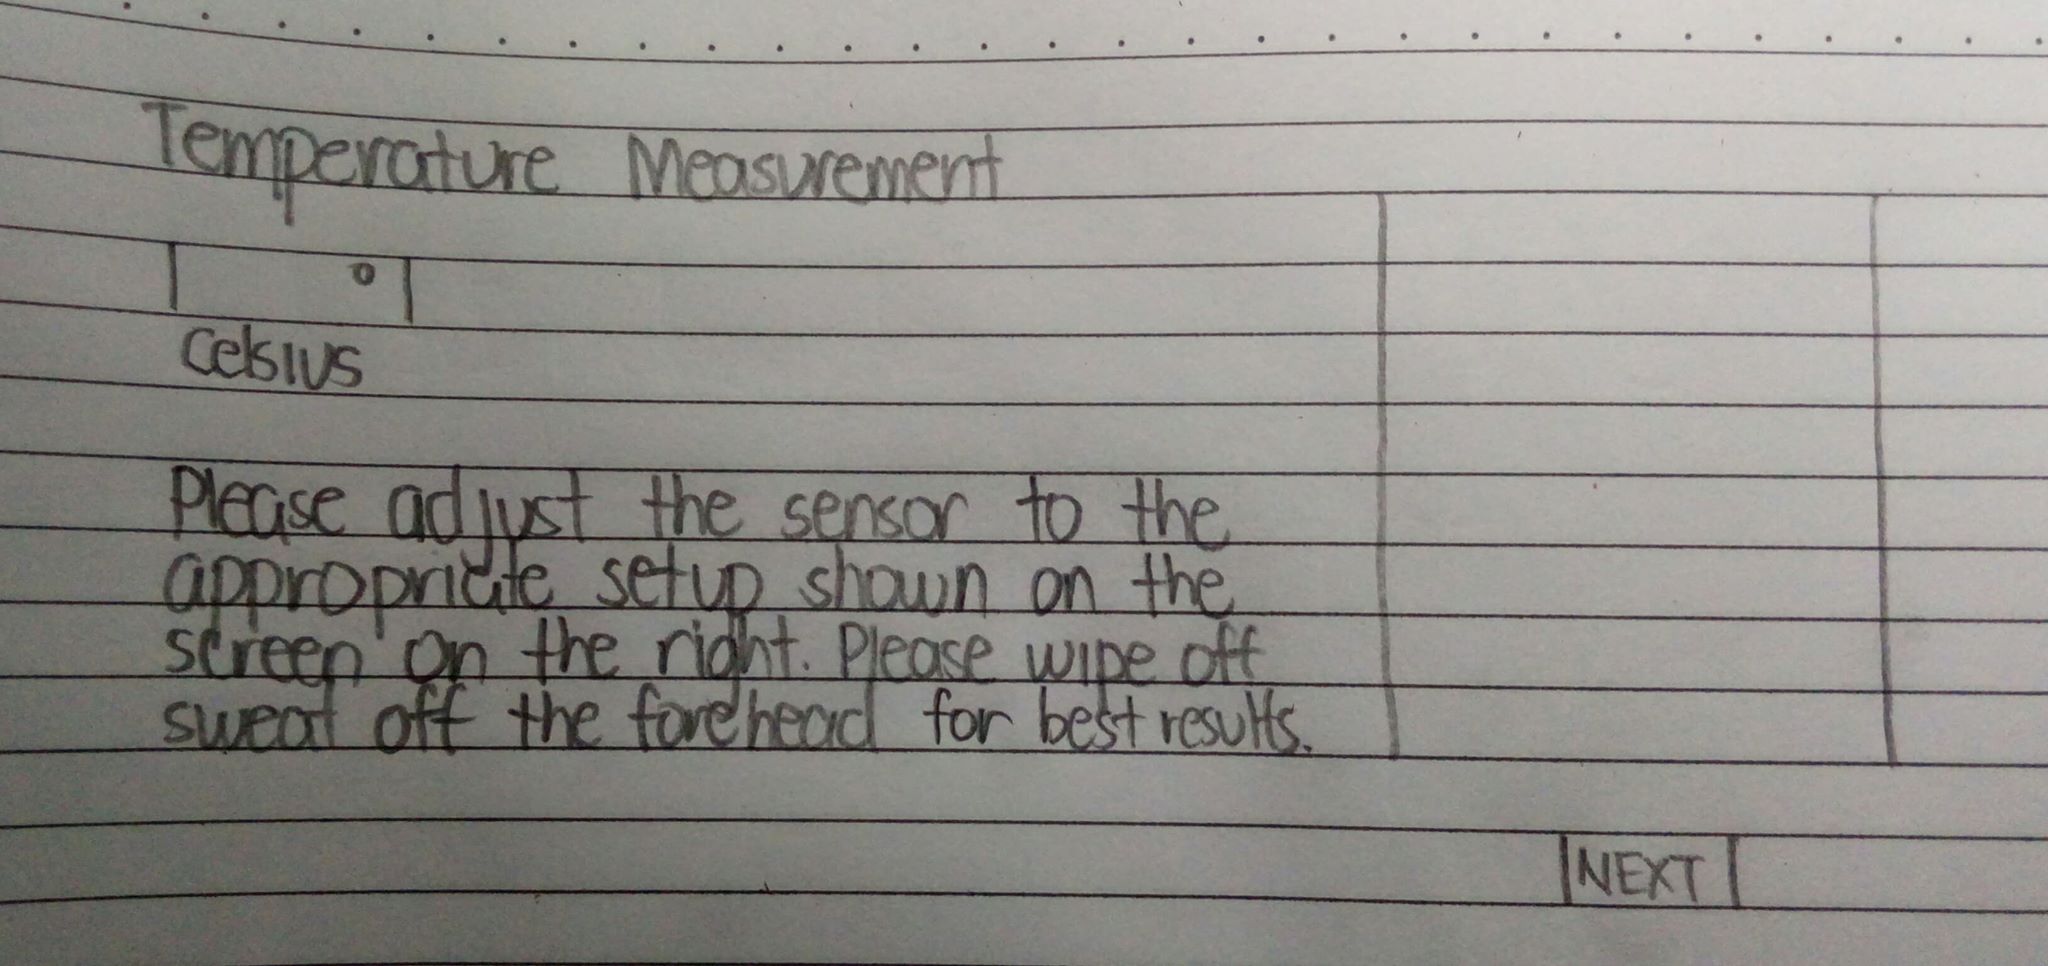 Temperature Measurement
°
Celsius
Please adjust the sensor to the
appropriate setup shown on the
screen on the right. Please wipe off
sweat off the forehead for best results.
NEXT